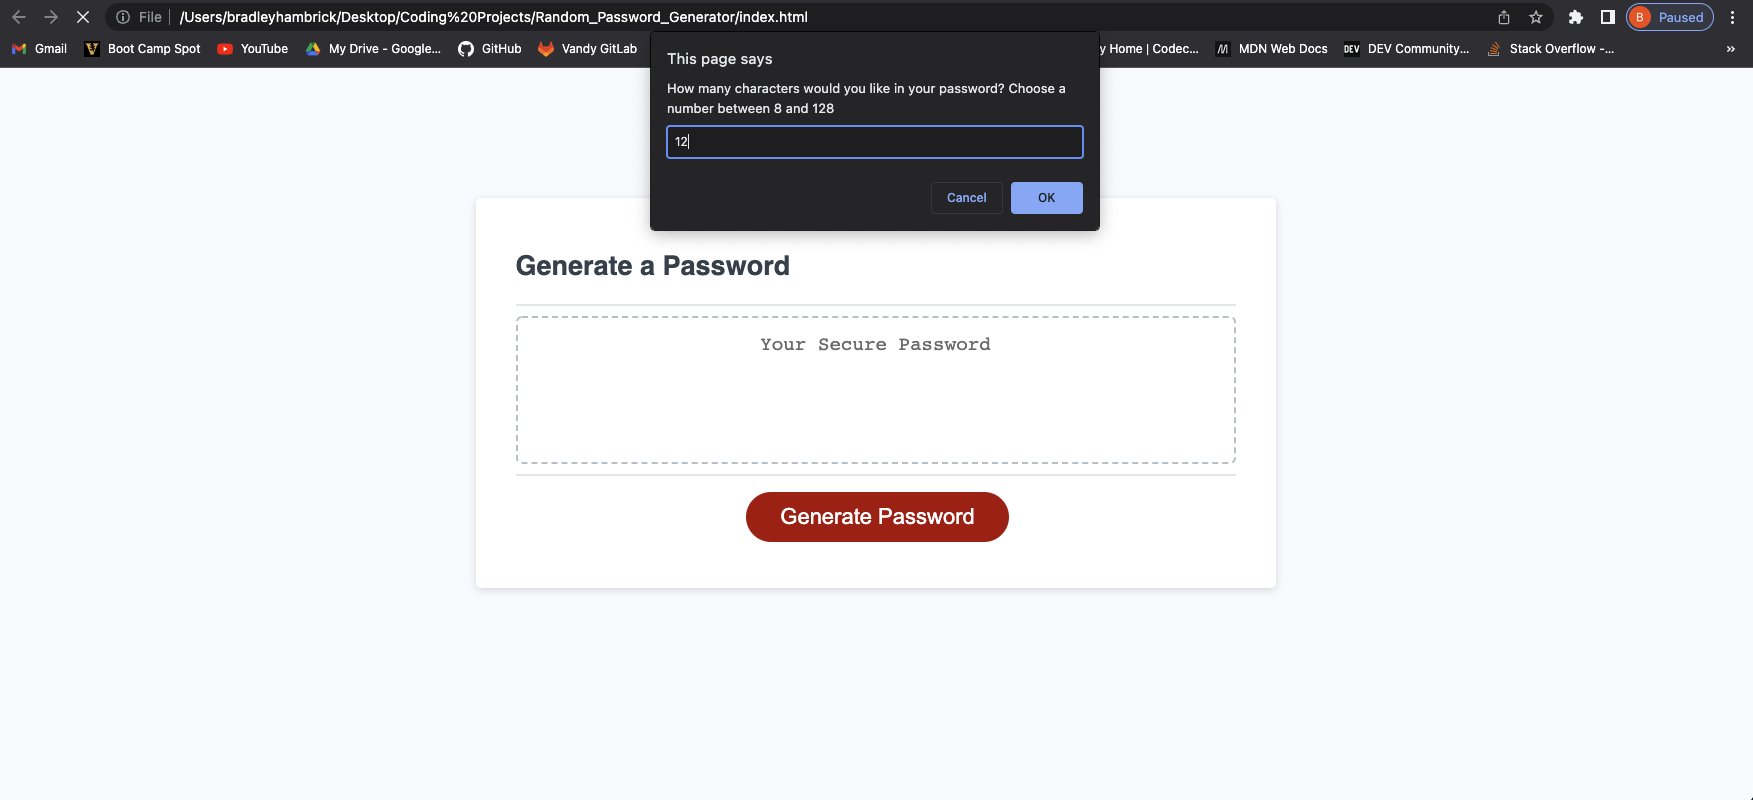 File /Users/bradleyhambrick/Desktop/Coding%20Projects/Random_Password_Generator/index.html B Paused
Gmail Boot Camp Spot YouTube My Drive - Google... GitHub Vandy GitLab y Home | Codec... MDN Web Docs DEV DEV Community... Stack Overflow -... »
This page says
How many characters would you like in your password? Choose a
number between 8 and 128
12
Cancel OK
Generate a Password
Your Secure Password
Generate Password